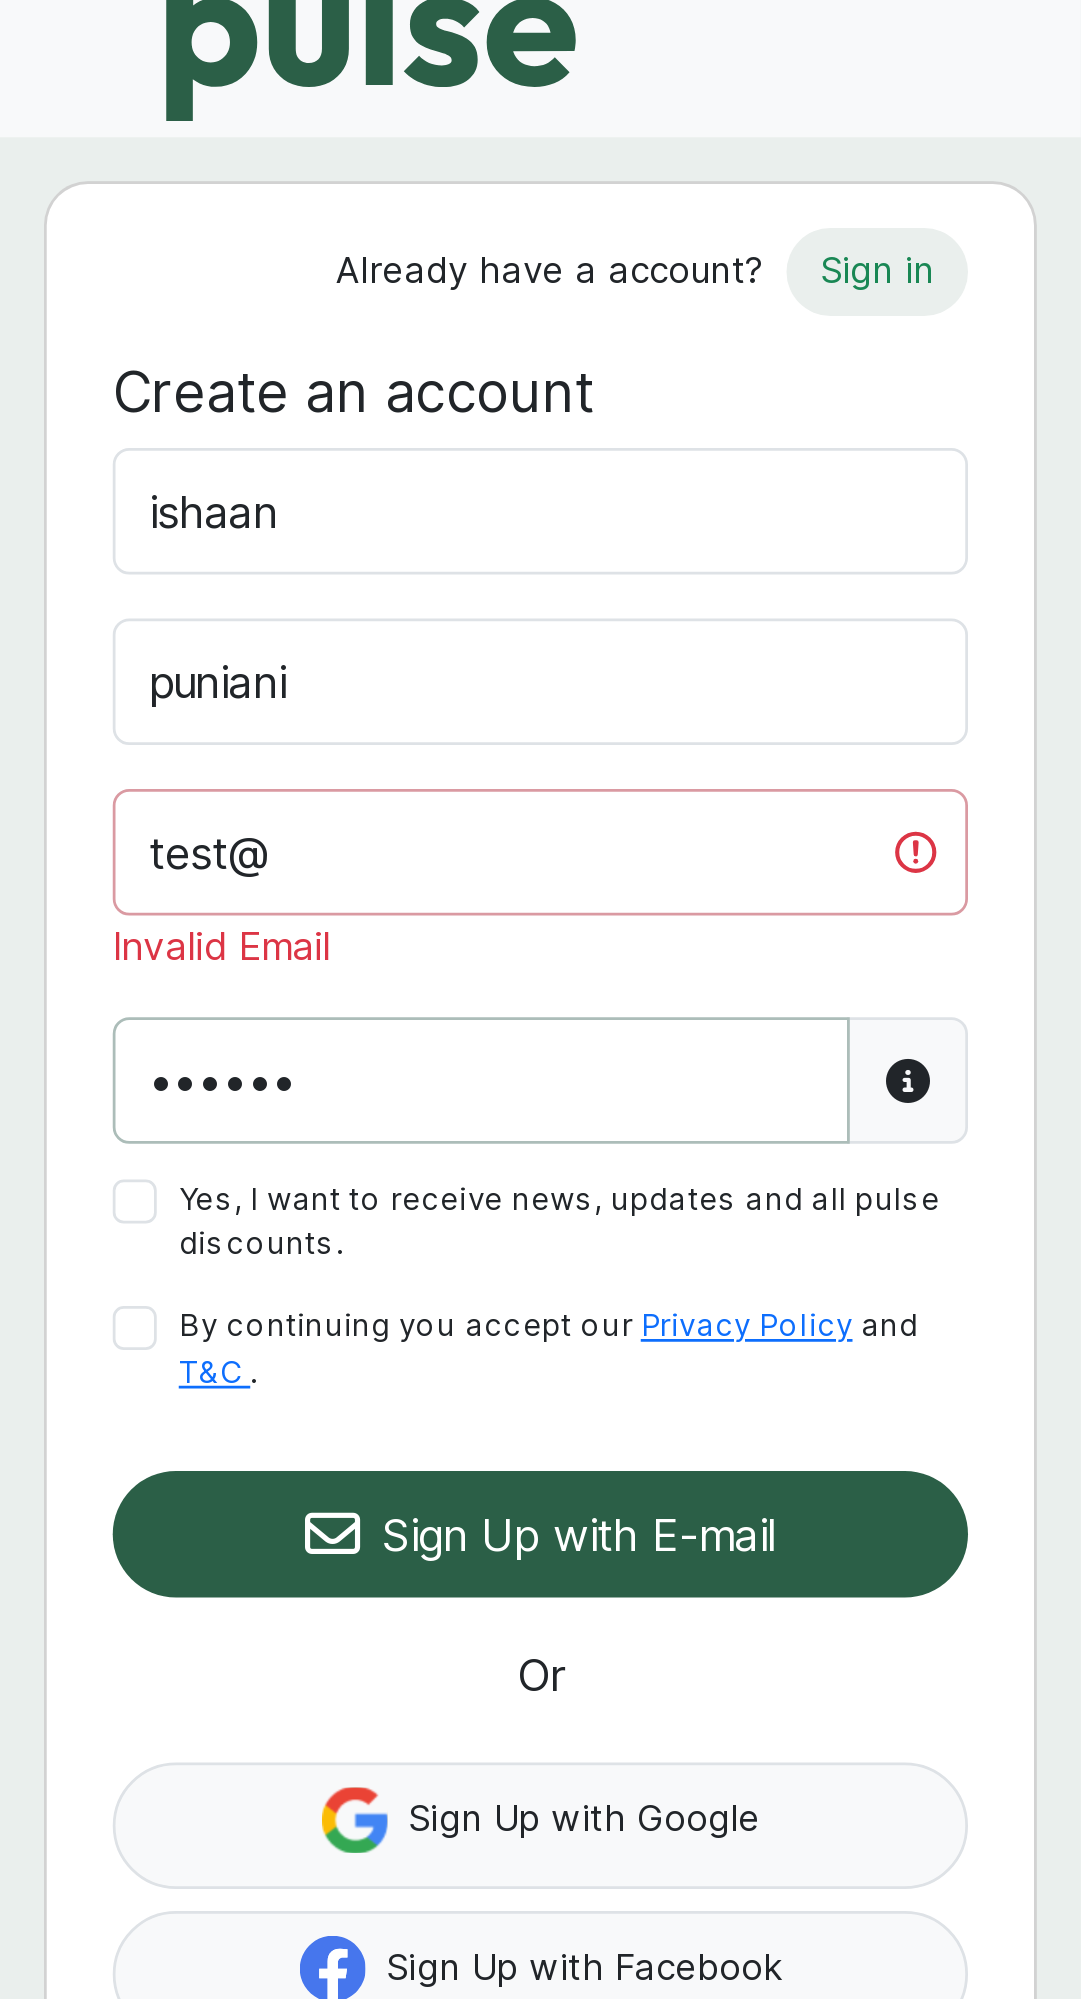 pulse
Already have a account? Sign in
Create an account
ishaan
puniani
test@
Invalid Email
••••••
Yes, I want to receive news, updates and all pulse
discounts.
By continuing you accept our Privacy Policy and
T&C .
Sign Up with E-mail
Or
Sign Up with Google
Sign Up with Facebook